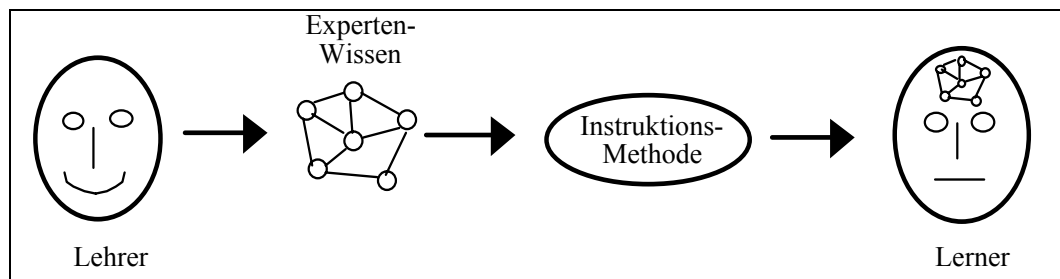 Experten-
Wissen
Instruktions-
Methode
Lehrer
Lerner